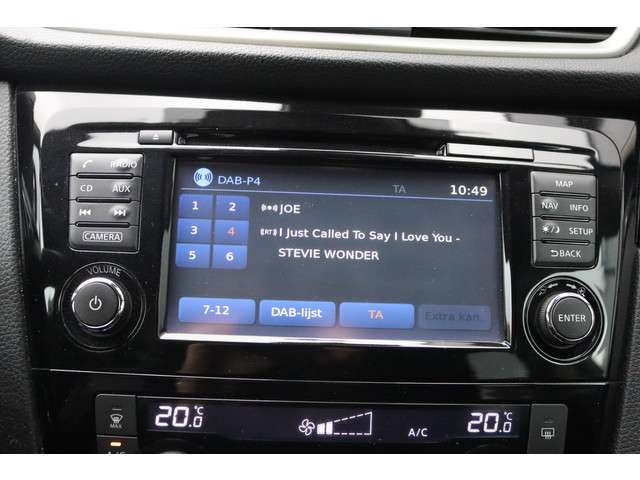 RADIO
CD AUX
CAMERA
VOLUME
DAB-P4 TA 10:49
1 2
3 4
5 6
JOE
(RT) I Just Called To Say I Love You -
STEVIE WONDER
7-12 DAB-lijst TA Extra kan.
MAP
NAV INFO
SETUP
BACK
ENTER
MAX
20.0 °C
A/C
20.0 °C
A/C